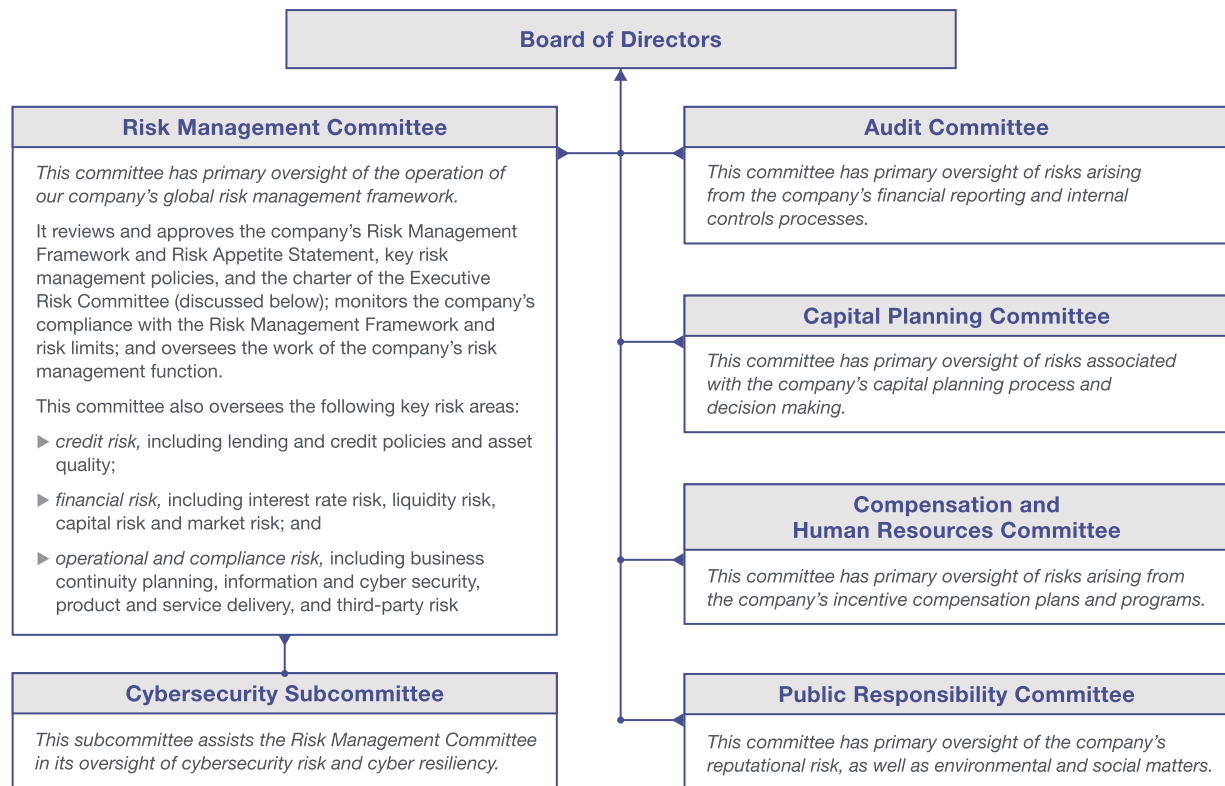 Board of Directors
Risk Management Committee
This committee has primary oversight of the operation of
our company’s global risk management framework.
It reviews and approves the company’s Risk Management
Framework and Risk Appetite Statement, key risk
management policies, and the charter of the Executive
Risk Committee (discussed below); monitors the company’s
compliance with the Risk Management Framework and
risk limits; and oversees the work of the company’s risk
management function.
This committee also oversees the following key risk areas:
credit risk, including lending and credit policies and asset
quality;
financial risk, including interest rate risk, liquidity risk,
capital risk and market risk; and
operational and compliance risk, including business
continuity planning, information and cyber security,
product and service delivery, and third-party risk
Cybersecurity Subcommittee
This subcommittee assists the Risk Management Committee
in its oversight of cybersecurity risk and cyber resiliency.
Audit Committee
This committee has primary oversight of risks arising
from the company’s financial reporting and internal
controls processes.
Capital Planning Committee
This committee has primary oversight of risks associated
with the company’s capital planning process and
decision making.
Compensation and
Human Resources Committee
This committee has primary oversight of risks arising from
the company’s incentive compensation plans and programs.
Public Responsibility Committee
This committee has primary oversight of the company’s
reputational risk, as well as environmental and social matters.